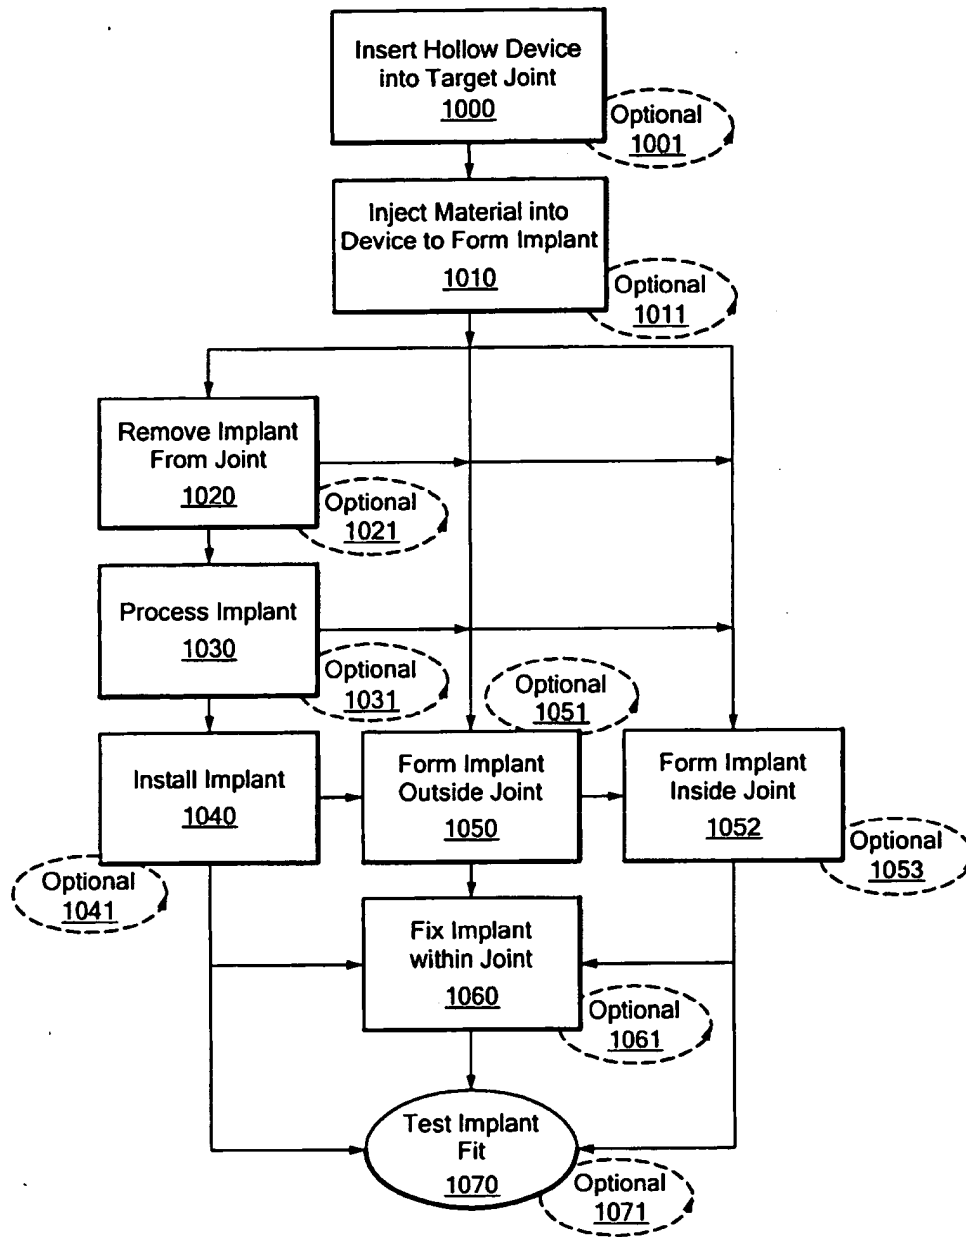 Insert Hollow Device
into Target Joint
1000
Optional
1001
Inject Material into
Device to Form Implant
1010
Optional
1011
Remove Implant
From Joint
1020
Optional
1021
Process Implant
1030
Optional
1031
Optional
1051
Install Implant
1040
Form Implant
Outside Joint
1050
Form Implant
Inside Joint
1052
Optional
1041
Optional
1053
Fix Implant
within Joint
1060
Optional
1061
Test Implant
Fit
1070
Optional
1071